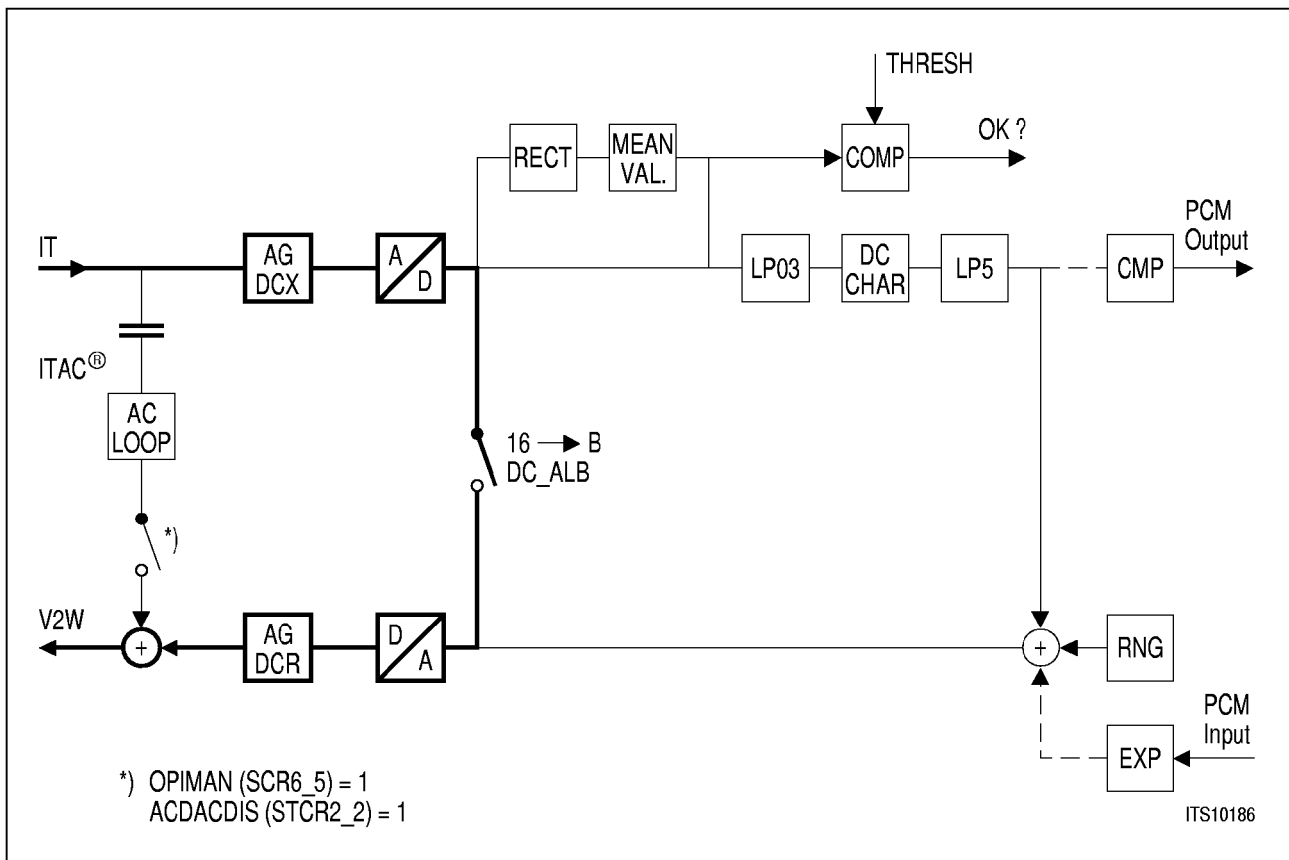 THRESH
OK ?
RECT
MEAN
VAL.
COMP
PCM
Output
IT
AG
DCX
A
D
LP03
DC
CHAR
LP5
CMP
ITAC®
AC
LOOP
16 → B
DC_ALB
*)
V2W
+
AG
DCR
D
A
+
RNG
PCM
Input
EXP
*) OPIMAN (SCR6_5) = 1
ACDACDIS (STCR2_2) = 1
ITS10186